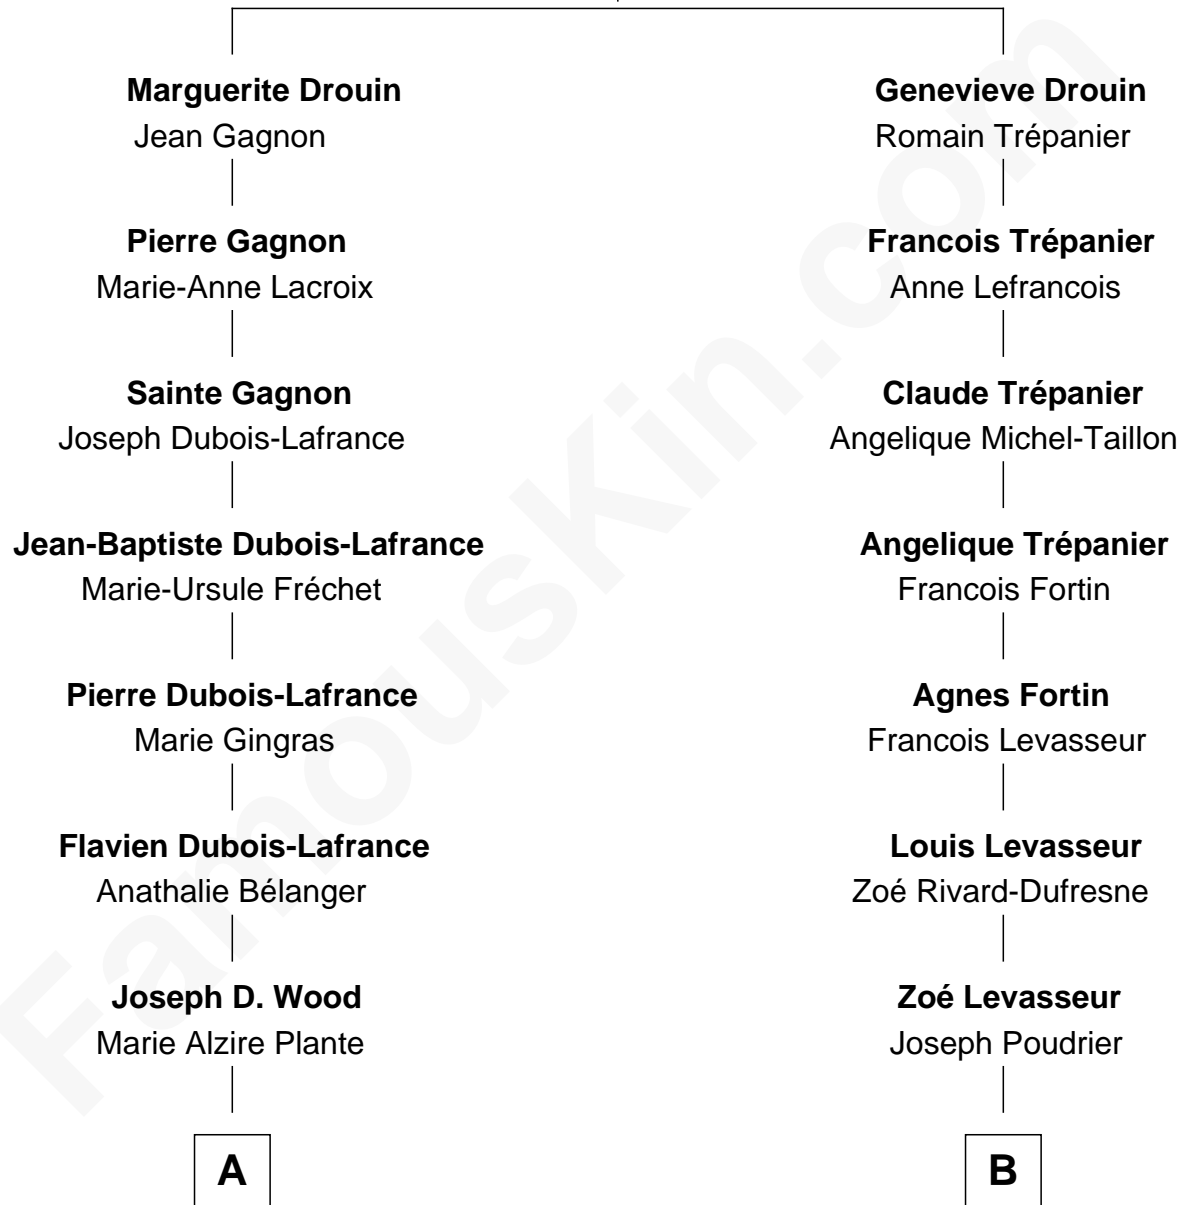 Marguerite Drouin
Jean Gagnon
Pierre Gagnon
Marie-Anne Lacroix
Sainte Gagnon
Joseph Dubois-Lafrance
Jean-Baptiste Dubois-Lafrance
Marie-Ursule Fréchet
Pierre Dubois-Lafrance
Marie Gingras
Flavien Dubois-Lafrance
Anathalie Bélanger
Joseph D. Wood
Marie Alzire Plante
A
Genevieve Drouin
Romain Trépanier
Francois Trépanier
Anne Lefrancois
Claude Trépanier
Angelique Michel-Taillon
Angelique Trépanier
Francois Fortin
Agnes Fortin
Francois Levasseur
Louis Levasseur
Zoé Rivard-Dufresne
Zoé Levasseur
Joseph Poudrier
B
FamousKin.com